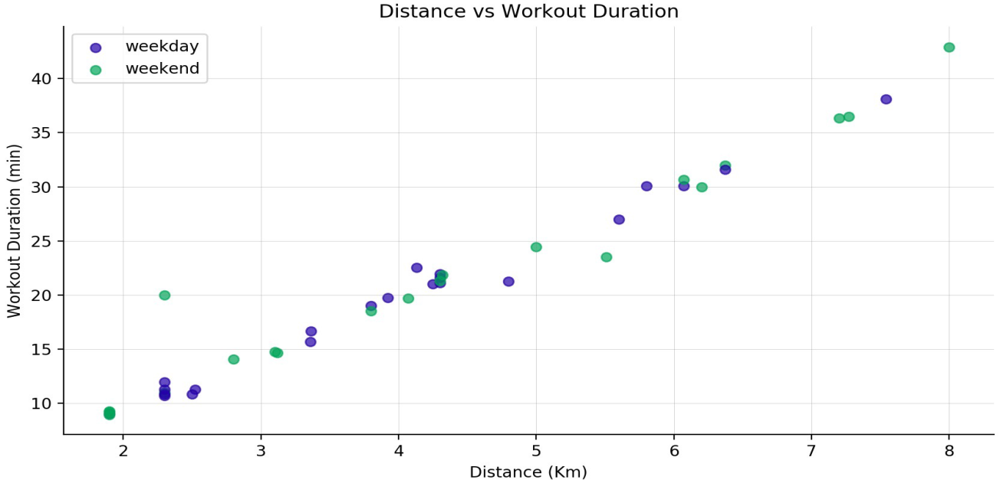 Distance vs Workout Duration
weekday
weekend
40
35
30
25
20
15
10
Workout Duration (min)
2 3 4 5 6 7 8
Distance (Km)